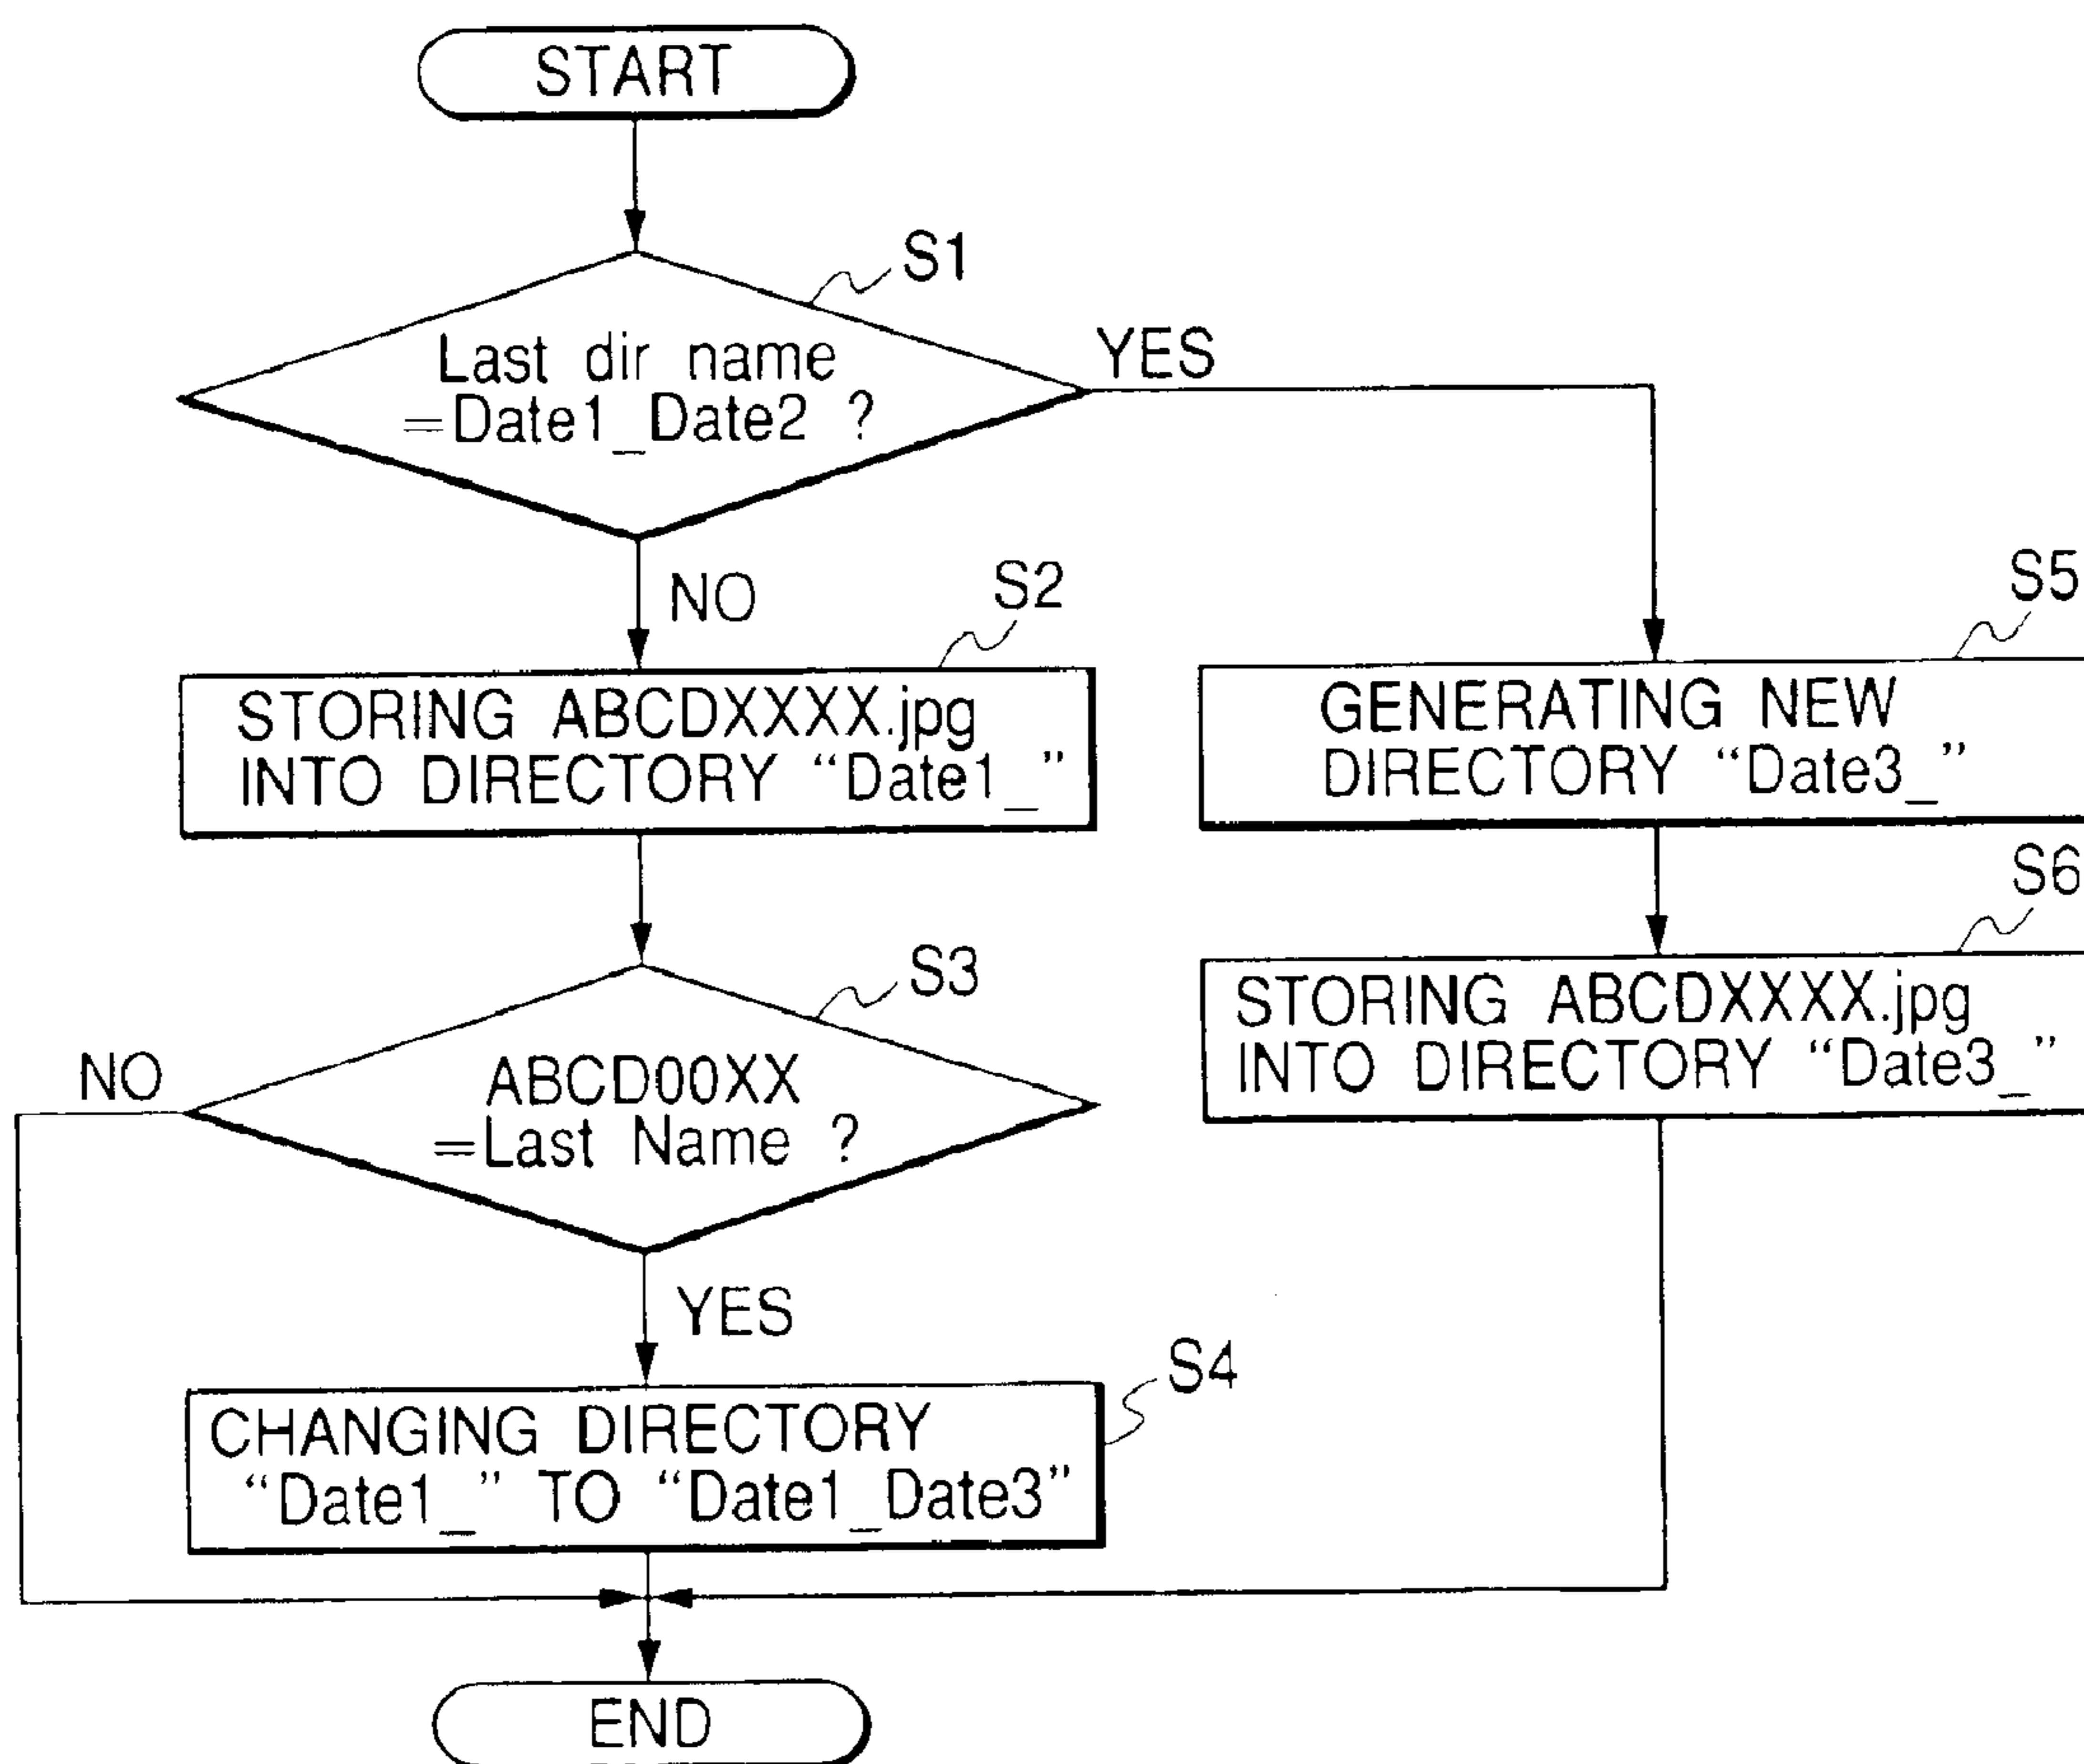 START
S1
Last dir name
=Date1_Date2 ?
YES
NO
S2
STORING ABCDXXXX.jpg
INTO DIRECTORY “Date1_”
S5
GENERATING NEW
DIRECTORY “Date3_”
S6
STORING ABCDXXXX.jpg
INTO DIRECTORY “Date3_”
S3
ABCD00XX
=Last Name ?
NO
YES
S4
CHANGING DIRECTORY
“Date1_” TO “Date1_Date3”
END